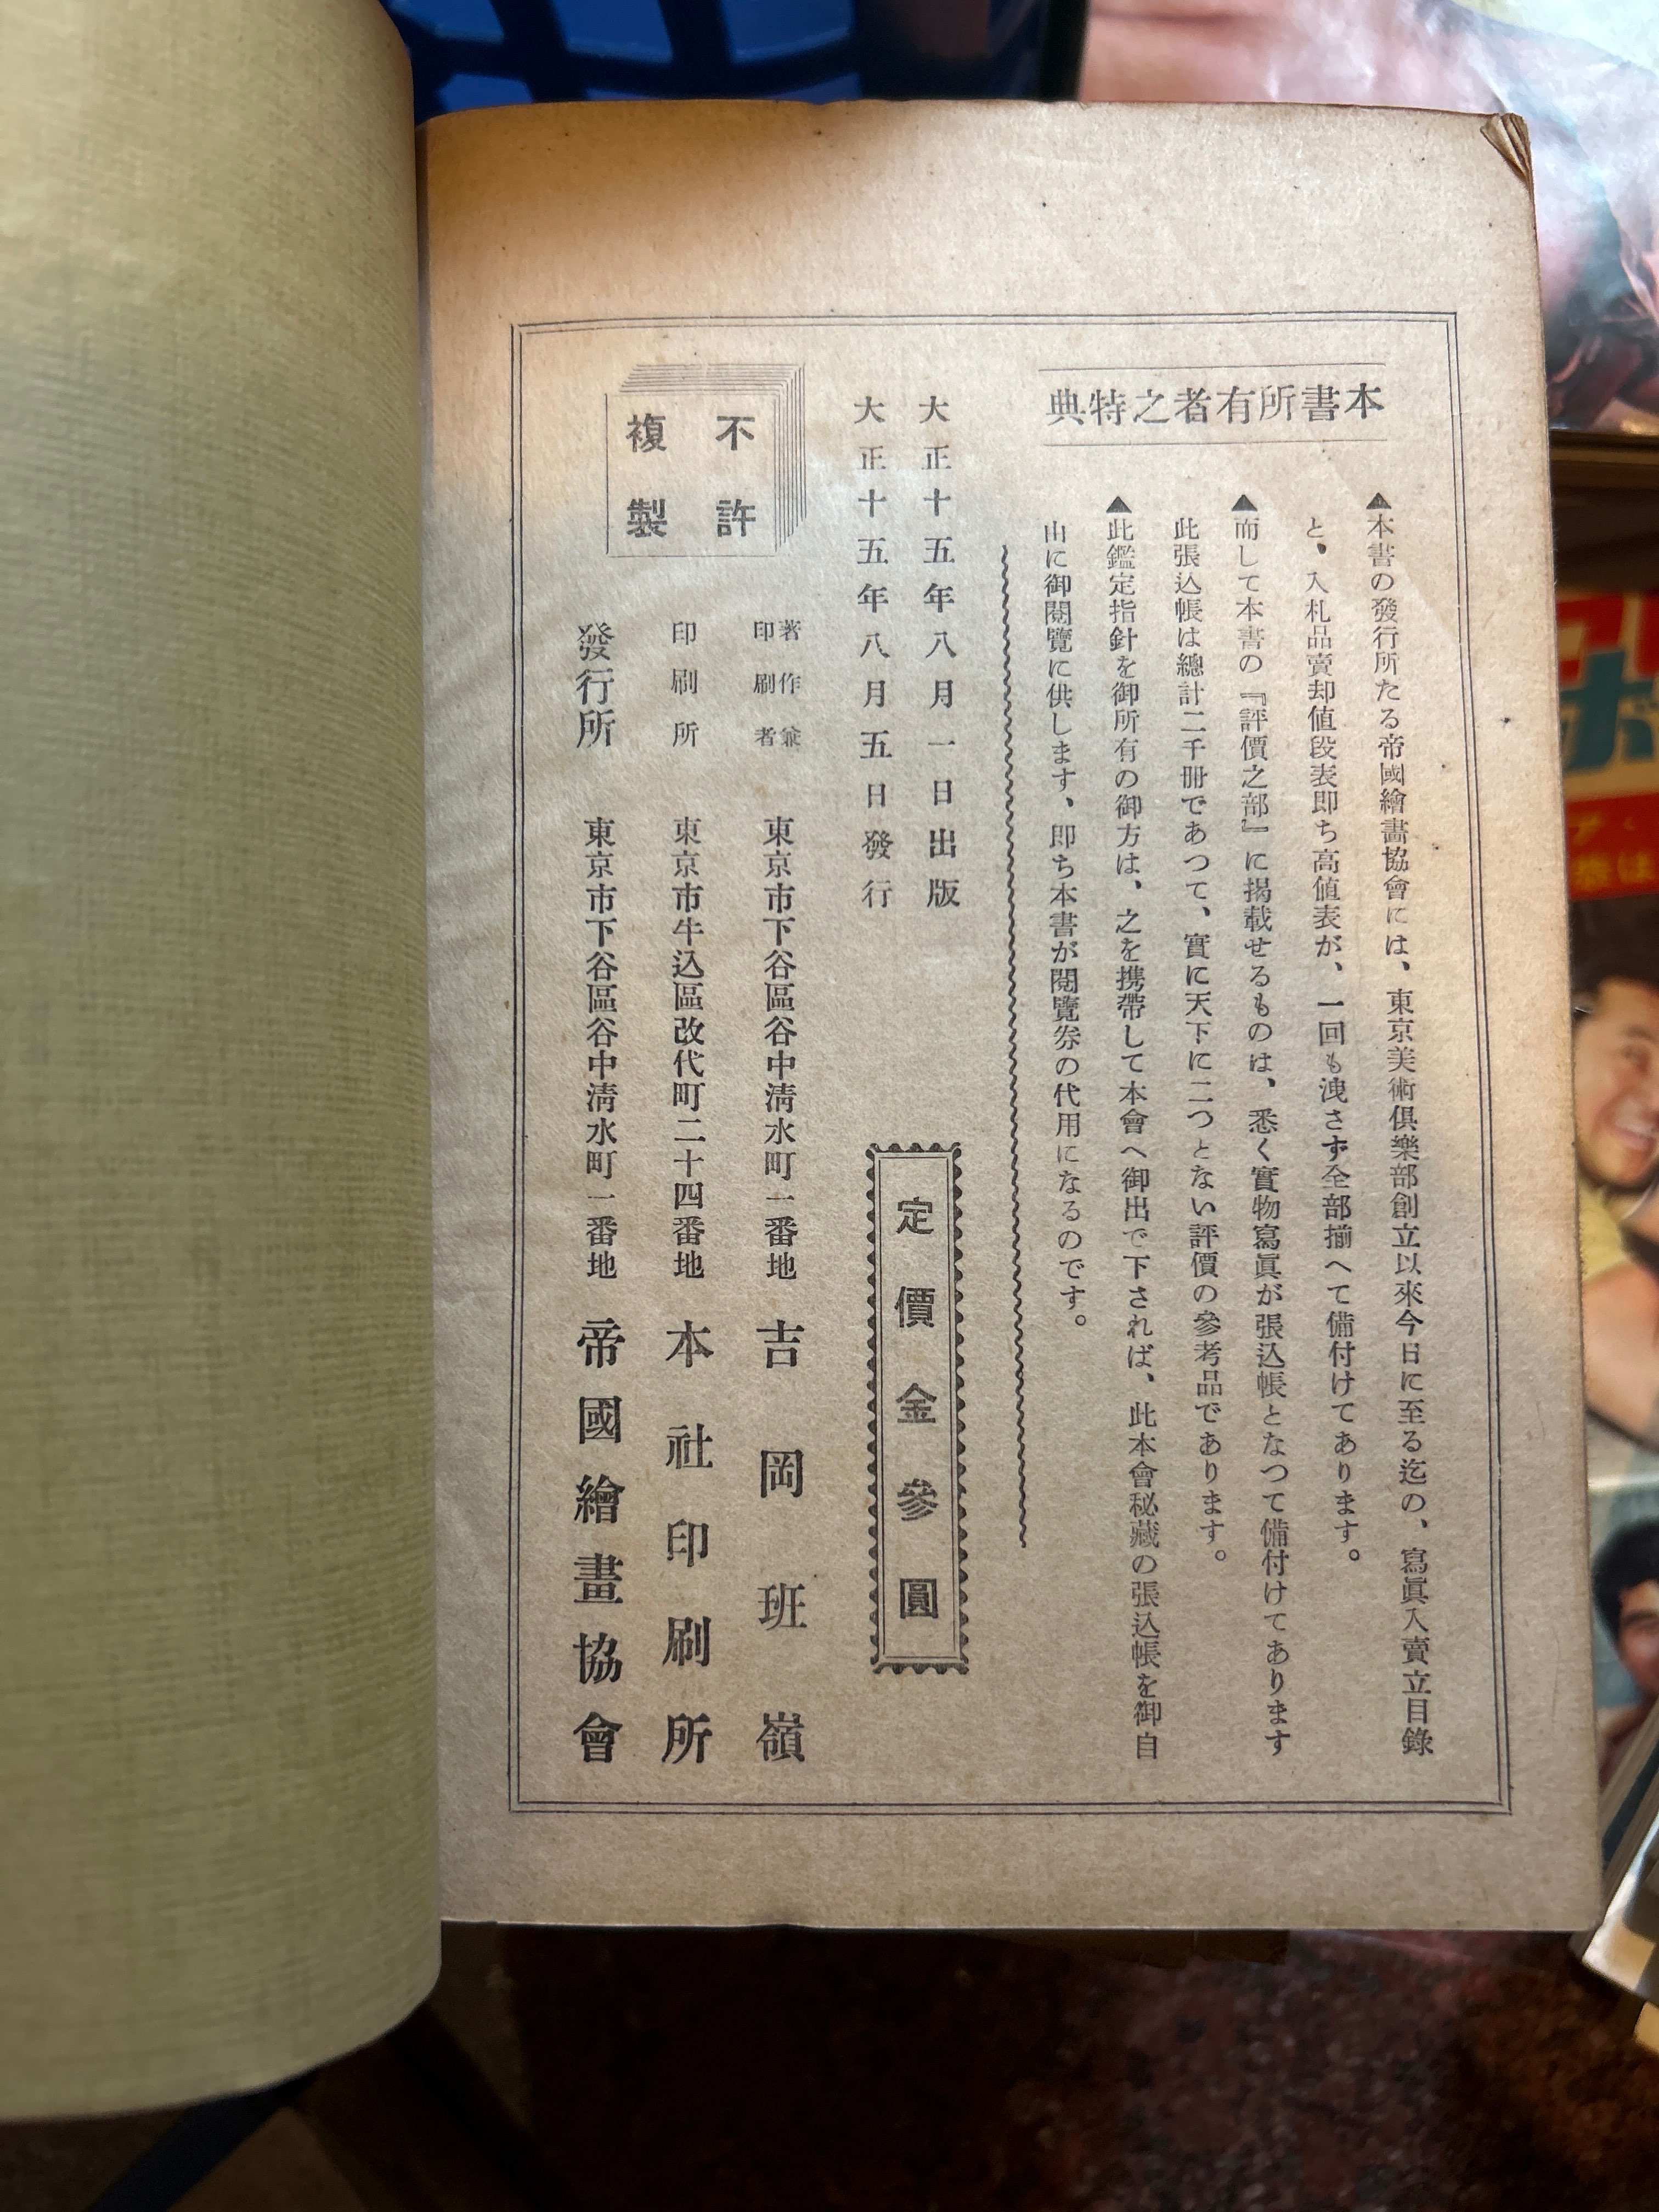 本書所有者之特典
▲本書の發行所たる帝國繪畵協會には、東京美術倶樂部創立以來今日に至る迄の、寫眞入賣立目錄
と、入札品賣却値段表即ち高値表が、一回も洩さず全部揃へて備付けてあります。
▲而して本書の『評價之部』に揭載せるものは、悉く實物寫眞が張込帳となつて備付けてあります
此張込帳は總計二千冊であつて、實に天下に二つとない評價の參考品であります。
▲此鑑定指針を御所有の御方は、之を携帶して本會へ御出で下されば、此本會秘藏の張込帳を御自
由に御閱覽に供します、即ち本書が閱覽券の代用になるのです。
大正十五年八月一日出版
大正十五年八月五日發行
定價金參圓
不許
複製
著作兼
印刷者 東京市下谷區谷中淸水町一番地 吉岡班嶺
印刷所 東京市牛込區改代町二十四番地 本社印刷所
發行所 東京市下谷區谷中淸水町一番地 帝國繪畫協會